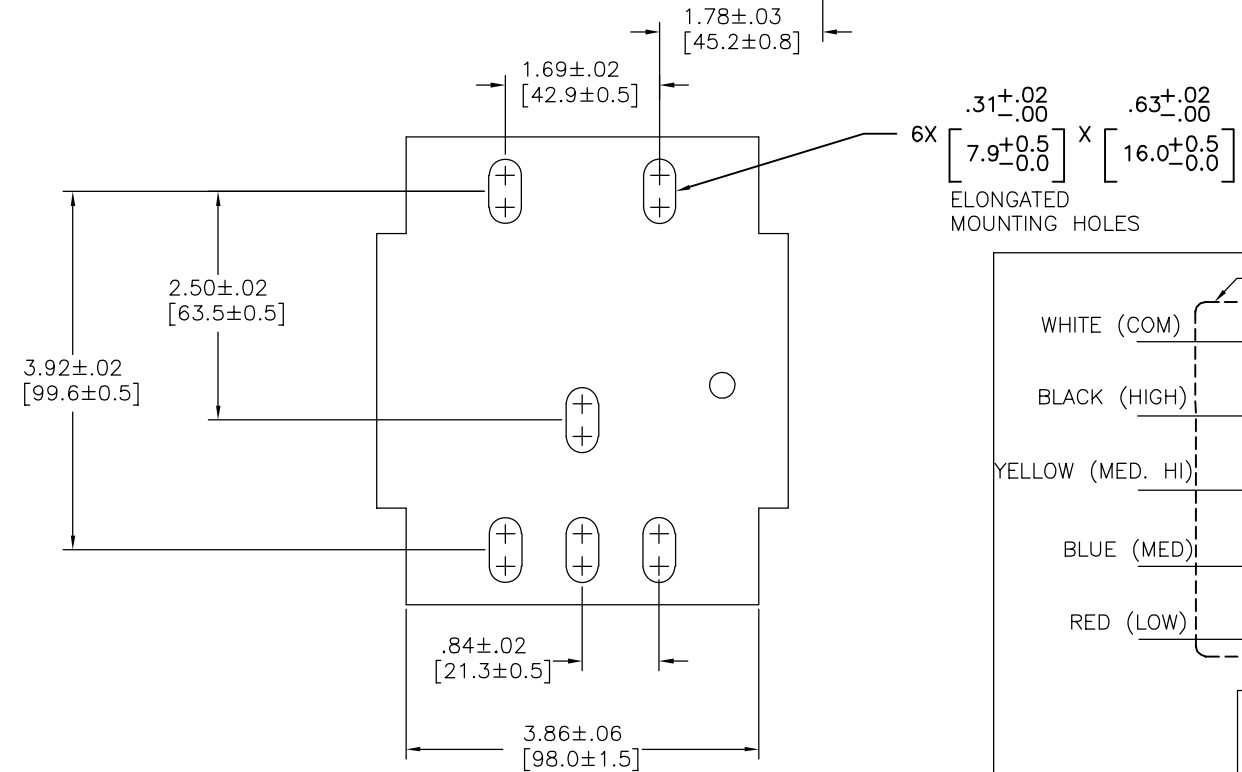 1.78±.03
[45.2±0.8]
1.69±.02
[42.9±0.5]
6X .31+.02 -.00 [7.9+0.5 -0.0] X .63+.02 -.00 [16.0+0.5 -0.0]
ELONGATED
MOUNTING HOLES
2.50±.02
[63.5±0.5]
3.92±.02
[99.6±0.5]
.84±.02
[21.3±0.5]
3.86±.06
[98.0±1.5]
WHITE (COM)
BLACK (HIGH)
YELLOW (MED. HI)
BLUE (MED)
RED (LOW)